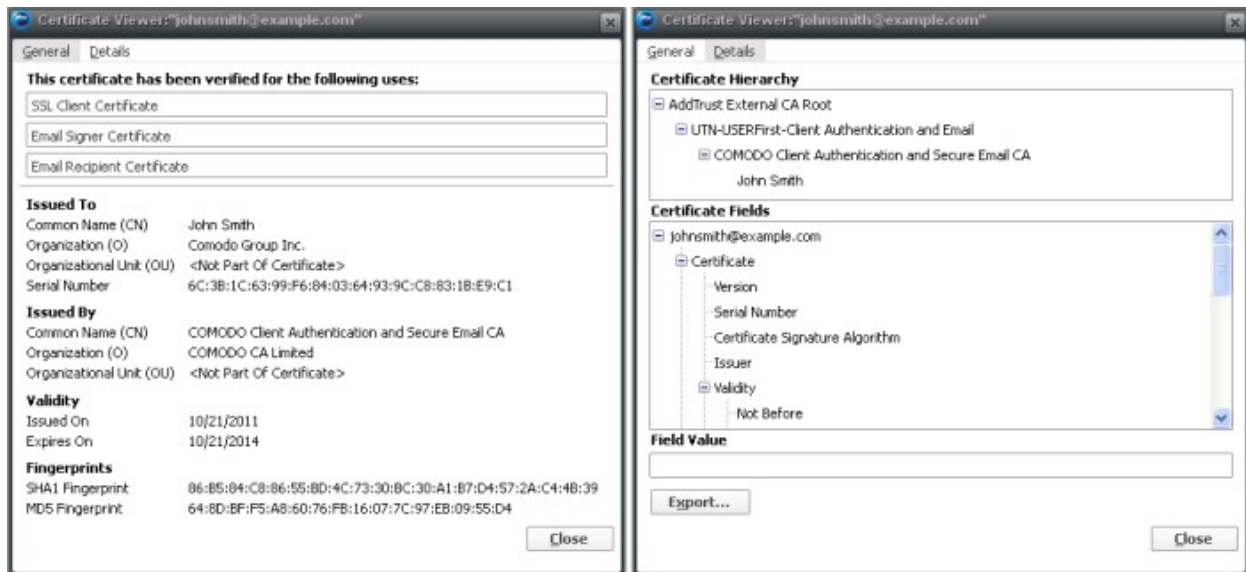 Certificate Viewer:"johnsmith@example.com"
General Details
This certificate has been verified for the following uses:
SSL Client Certificate
Email Signer Certificate
Email Recipient Certificate
Issued To
Common Name (CN) John Smith
Organization (O) Comodo Group Inc.
Organizational Unit (OU) <Not Part Of Certificate>
Serial Number 6C:3B:1C:63:99:F6:84:03:64:93:9C:C8:83:1B:E9:C1
Issued By
Common Name (CN) COMODO Client Authentication and Secure Email CA
Organization (O) COMODO CA Limited
Organizational Unit (OU) <Not Part Of Certificate>
Validity
Issued On 10/21/2011
Expires On 10/21/2014
Fingerprints
SHA1 Fingerprint 86:B5:84:C8:86:55:BD:4C:73:30:BC:30:A1:B7:D4:57:2A:C4:4B:39
MD5 Fingerprint 64:8D:BF:F5:A8:60:76:FB:16:07:7C:97:EB:09:55:D4
Close
Certificate Viewer:"johnsmith@example.com"
General Details
Certificate Hierarchy
AddTrust External CA Root
UTN-USERFirst-Client Authentication and Email
COMODO Client Authentication and Secure Email CA
John Smith
Certificate Fields
johnsmith@example.com
Certificate
Version
Serial Number
Certificate Signature Algorithm
Issuer
Validity
Not Before
Field Value
Export...
Close